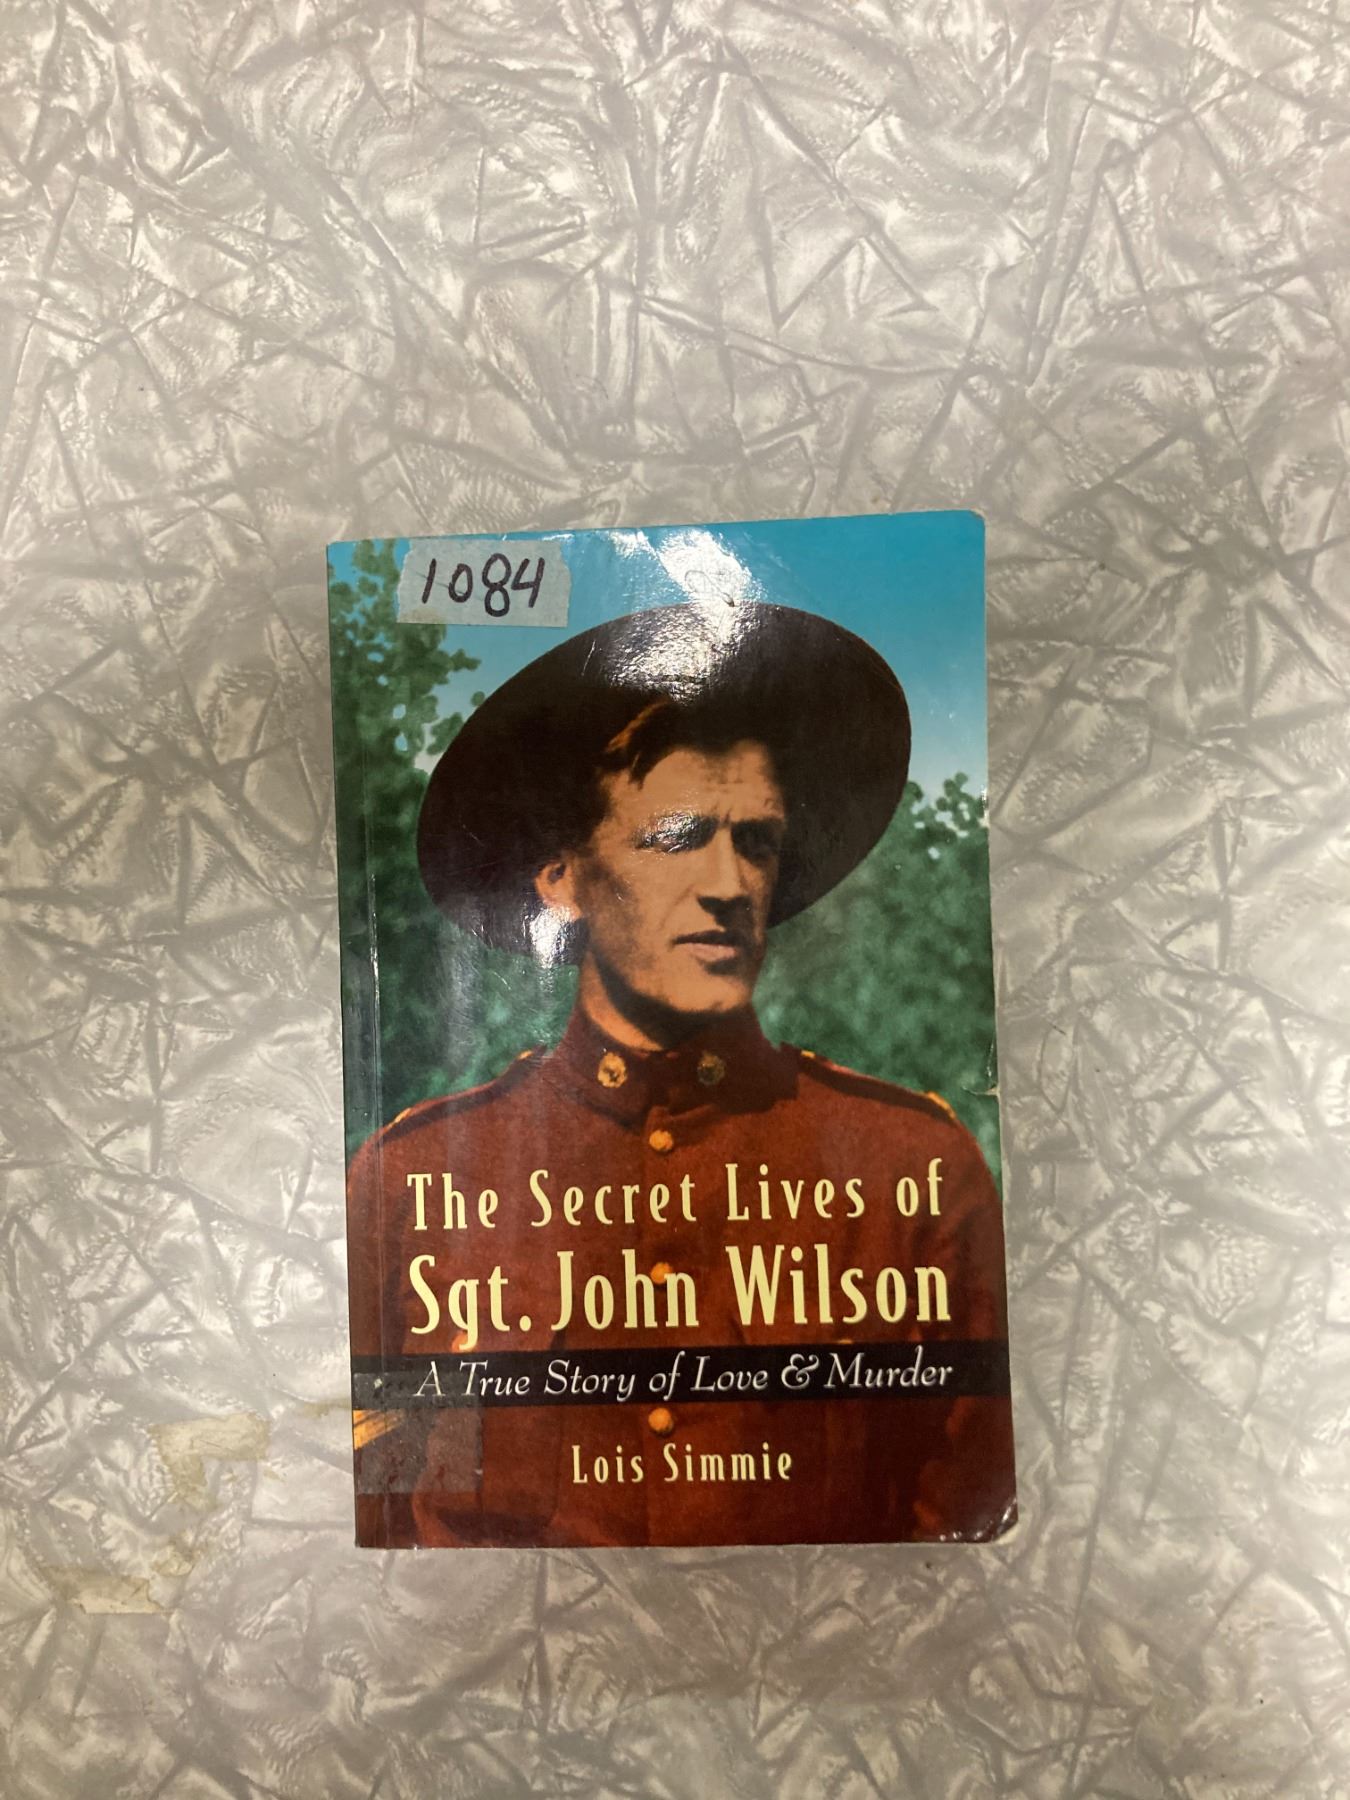 1084
The Secret Lives of
Sgt. John Wilson
A True Story of Love & Murder
Lois Simmie